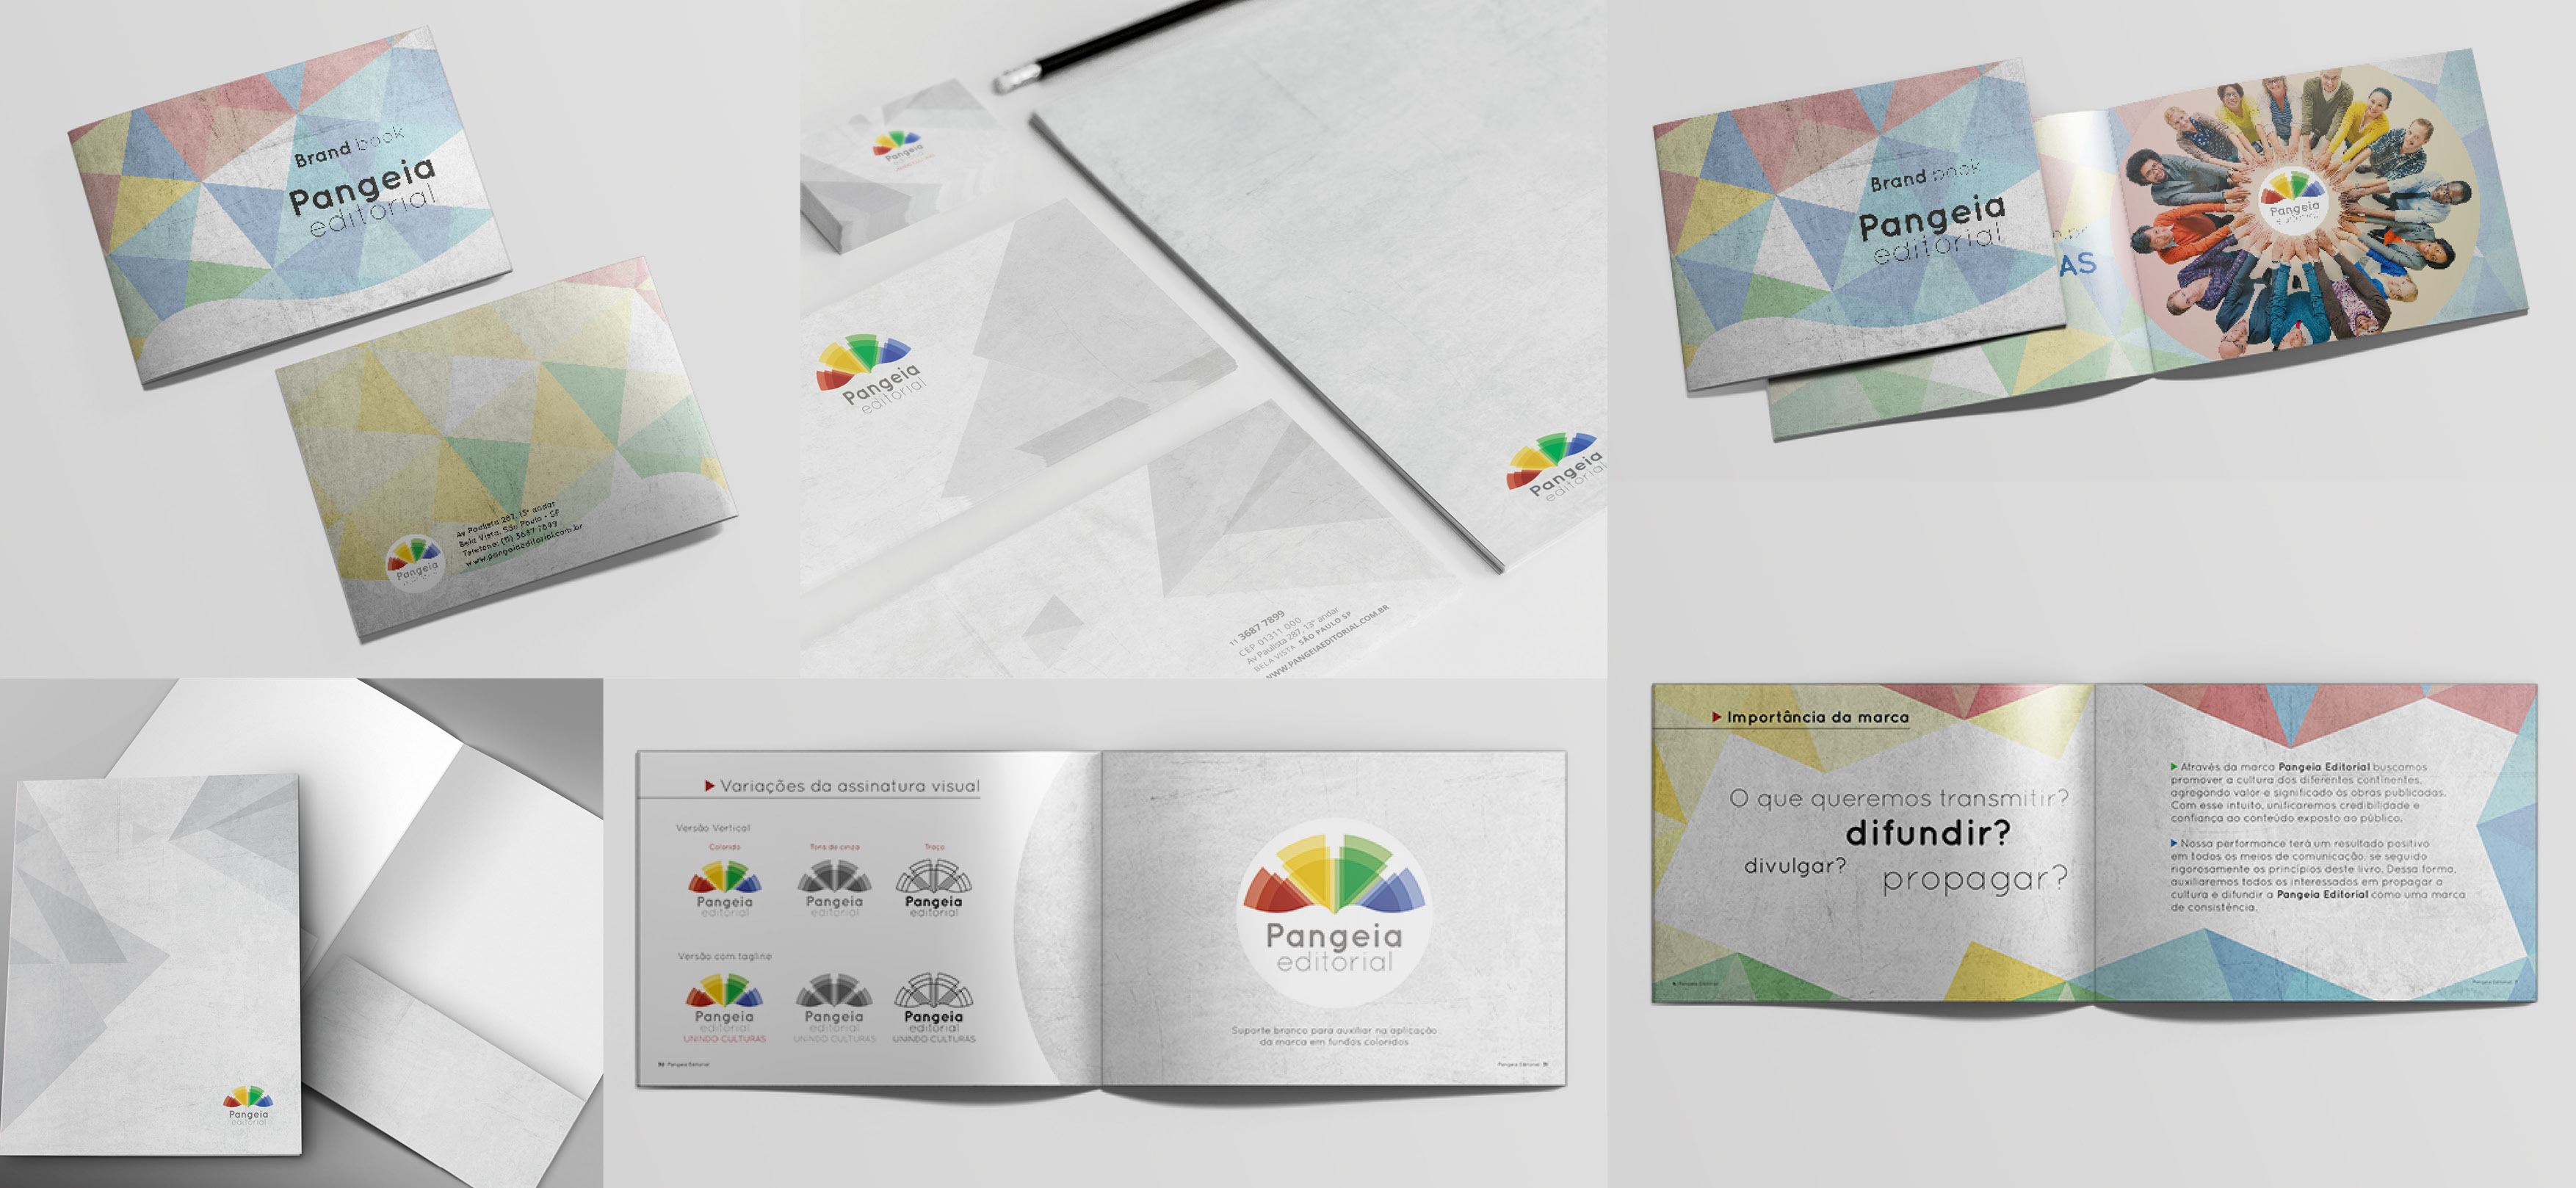 Brand book
Pangeia
editorial
Av Paulista 287, 13º andar
Bela Vista, São Paulo - SP
Telefone: (11) 3687 7899
www.pangeiaeditorial.com.br
Pangeia
Pangeia
Pangeia
editorial
Pangeia
editorial
11 3687 7899
CEP 01311 000
Av Paulista 287, 13º andar
BELA VISTA SÃO PAULO SP
WWW.PANGEIAEDITORIAL.COM.BR
Brand book
Pangeia
editorial
AS
Pangeia
Pangeia
editorial
Variações da assinatura visual
Versão Vertical
Colorido Tons de cinza Traço
Pangeia Pangeia Pangeia
editorial editorial editorial
Versão com tagline
Pangeia Pangeia Pangeia
editorial editorial editorial
UNINDO CULTURAS UNINDO CULTURAS UNINDO CULTURAS
Pangeia Editorial
Pangeia
editorial
Suporte branco para auxiliar na aplicação
da marca em fundos coloridos
Pangeia Editorial
Importância da marca
O que queremos transmitir?
difundir?
divulgar?
propagar?
Pangeia Editorial
Através da marca Pangeia Editorial buscamos
promover a cultura dos diferentes continentes,
agregando valor e significado às obras publicadas.
Com esse intuito, unificaremos credibilidade e
confiança ao conteúdo exposto ao público.
Nossa performance terá um resultado positivo
em todos os meios de comunicação, se seguido
rigorosamente os princípios deste livro. Dessa forma,
auxiliaremos todos os interessados em propagar a
cultura e difundir a Pangeia Editorial como uma marca
de consistência.
Pangeia Editorial